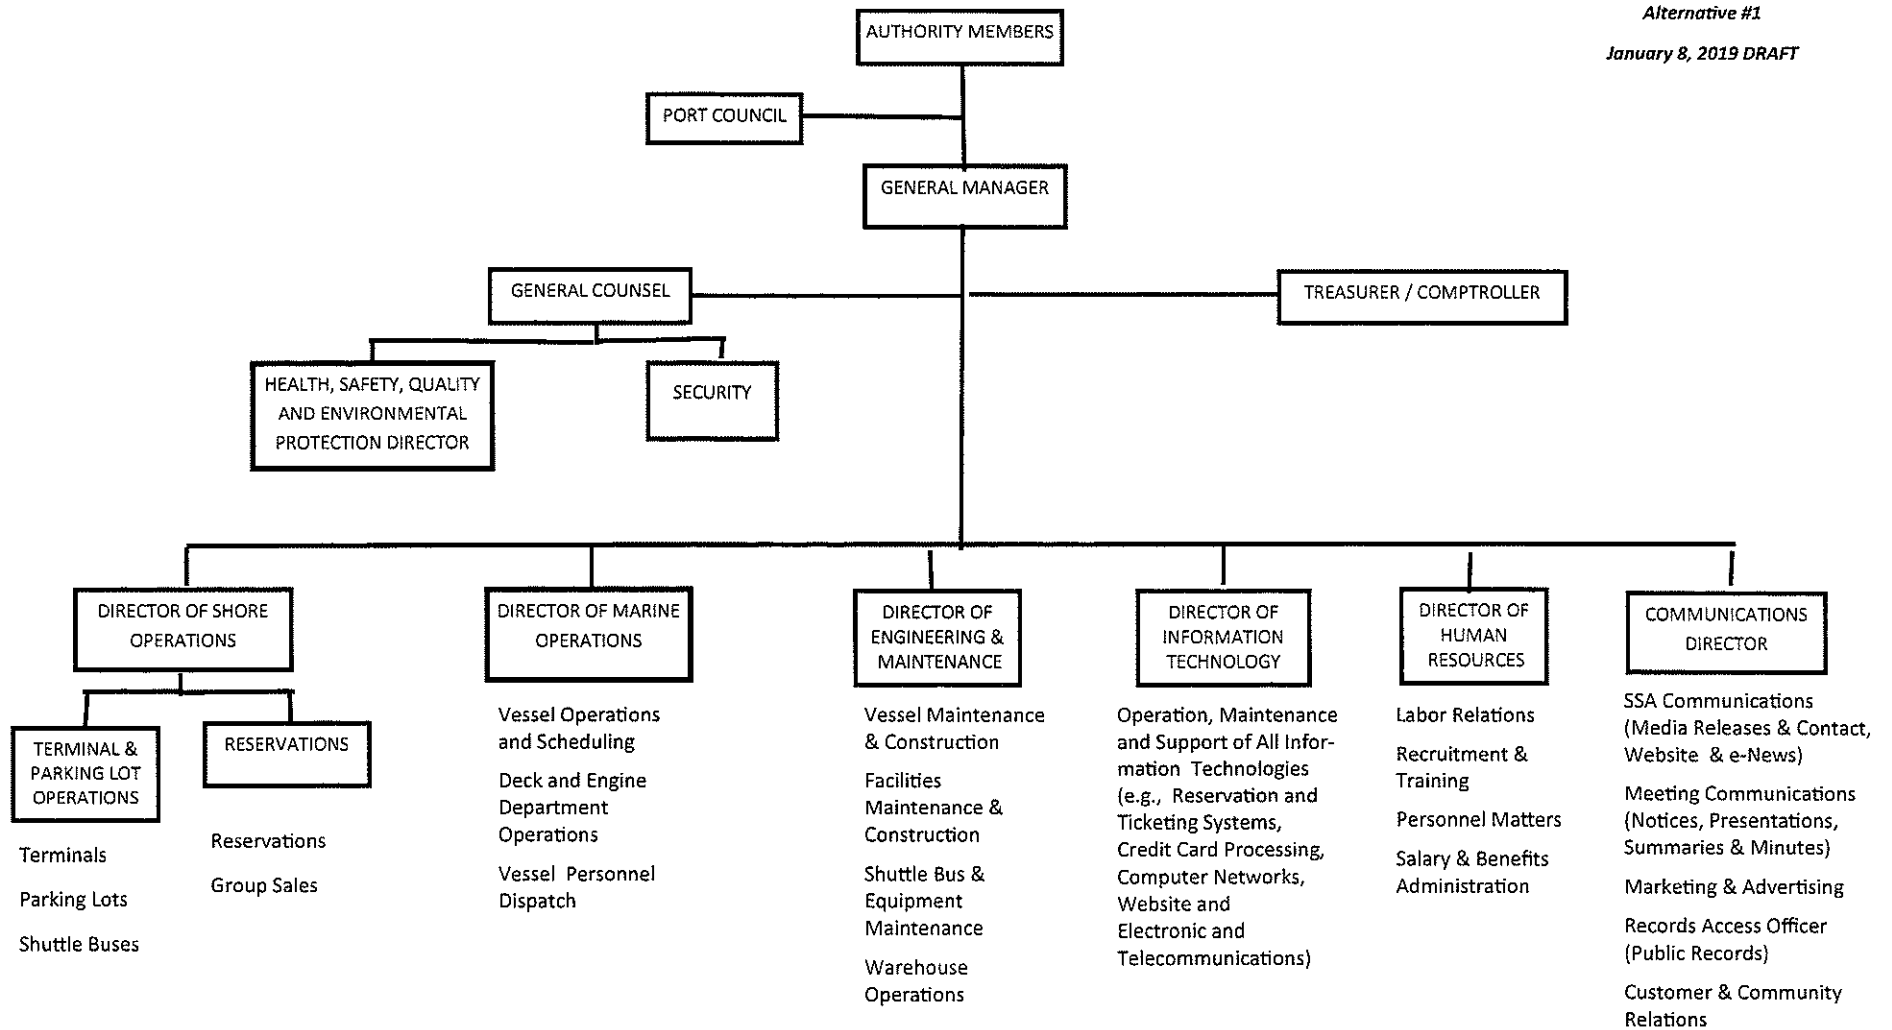 Alternative #1
January 8, 2019 DRAFT
AUTHORITY MEMBERS
PORT COUNCIL
GENERAL MANAGER
GENERAL COUNSEL
TREASURER / COMPTROLLER
HEALTH, SAFETY, QUALITY
AND ENVIRONMENTAL
PROTECTION DIRECTOR
SECURITY
DIRECTOR OF SHORE
OPERATIONS
TERMINAL &
PARKING LOT
OPERATIONS
Terminals
Parking Lots
Shuttle Buses
RESERVATIONS
Reservations
Group Sales
DIRECTOR OF MARINE
OPERATIONS
Vessel Operations
and Scheduling
Deck and Engine
Department
Operations
Vessel Personnel
Dispatch
DIRECTOR OF
ENGINEERING &
MAINTENANCE
Vessel Maintenance
& Construction
Facilities
Maintenance &
Construction
Shuttle Bus &
Equipment
Maintenance
Warehouse
Operations
DIRECTOR OF
INFORMATION
TECHNOLOGY
Operation, Maintenance
and Support of All Infor-
mation Technologies
(e.g., Reservation and
Ticketing Systems,
Credit Card Processing,
Computer Networks,
Website and
Electronic and
Telecommunications)
DIRECTOR OF
HUMAN
RESOURCES
Labor Relations
Recruitment &
Training
Personnel Matters
Salary & Benefits
Administration
COMMUNICATIONS
DIRECTOR
SSA Communications
(Media Releases & Contact,
Website & e-News)
Meeting Communications
(Notices, Presentations,
Summaries & Minutes)
Marketing & Advertising
Records Access Officer
(Public Records)
Customer & Community
Relations